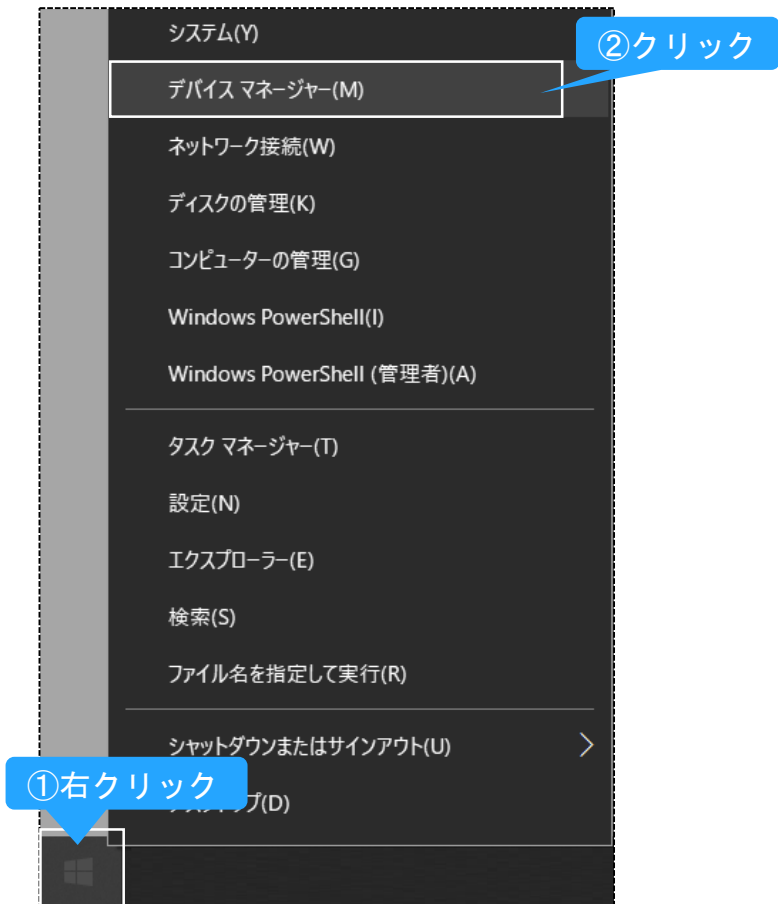 システム(Y)
②クリック
デバイス マネージャー(M)
ネットワーク接続(W)
ディスクの管理(K)
コンピューターの管理(G)
Windows PowerShell(I)
Windows PowerShell (管理者)(A)
タスク マネージャー(T)
設定(N)
エクスプローラー(E)
検索(S)
ファイル名を指定して実行(R)
シャットダウンまたはサインアウト(U)
①右クリック
プ(D)